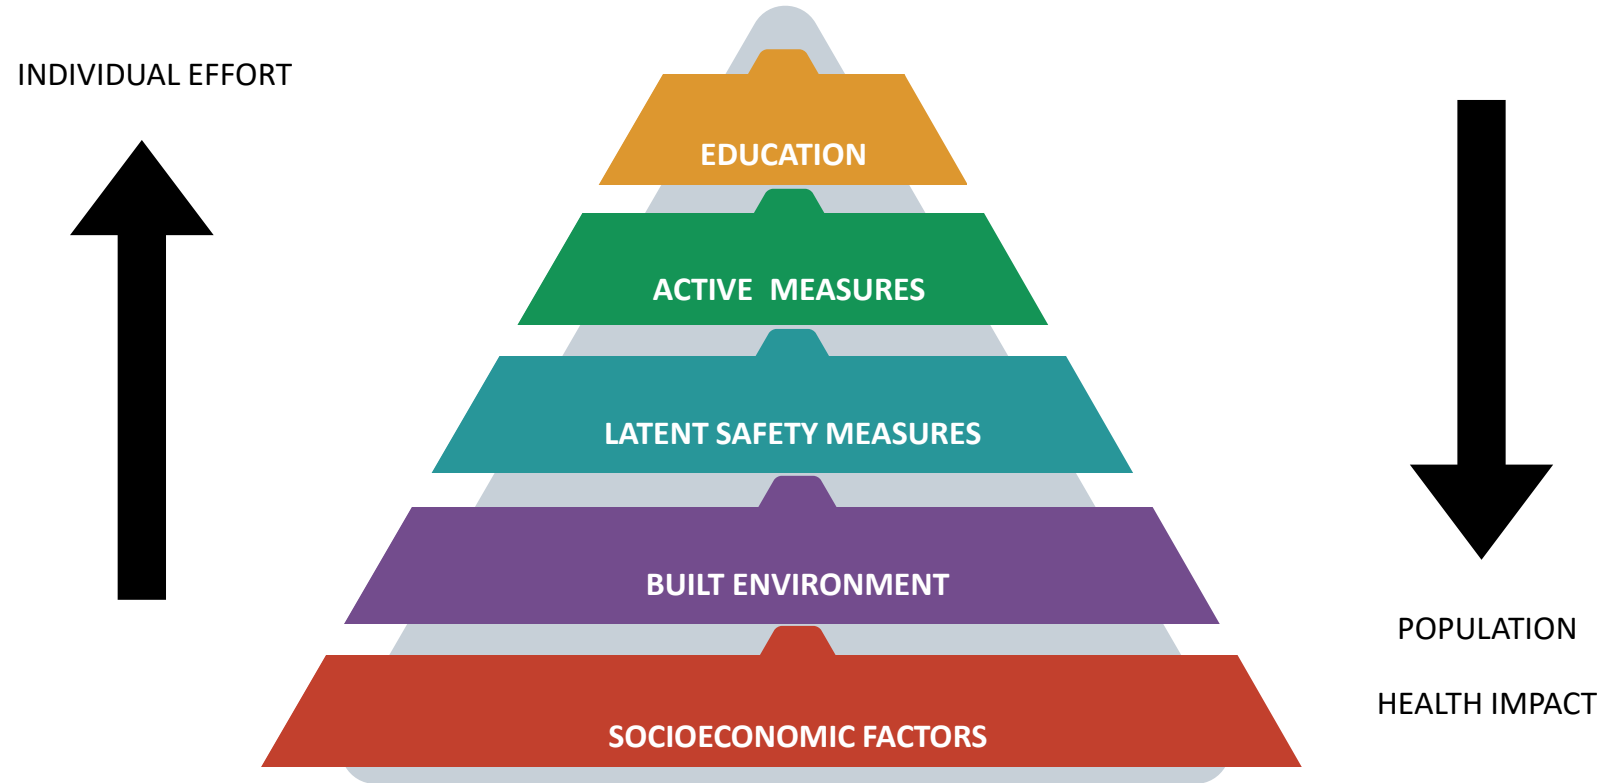 INDIVIDUAL EFFORT
EDUCATION
ACTIVE MEASURES
LATENT SAFETY MEASURES
BUILT ENVIRONMENT
SOCIOECONOMIC FACTORS
POPULATION
HEALTH IMPACT